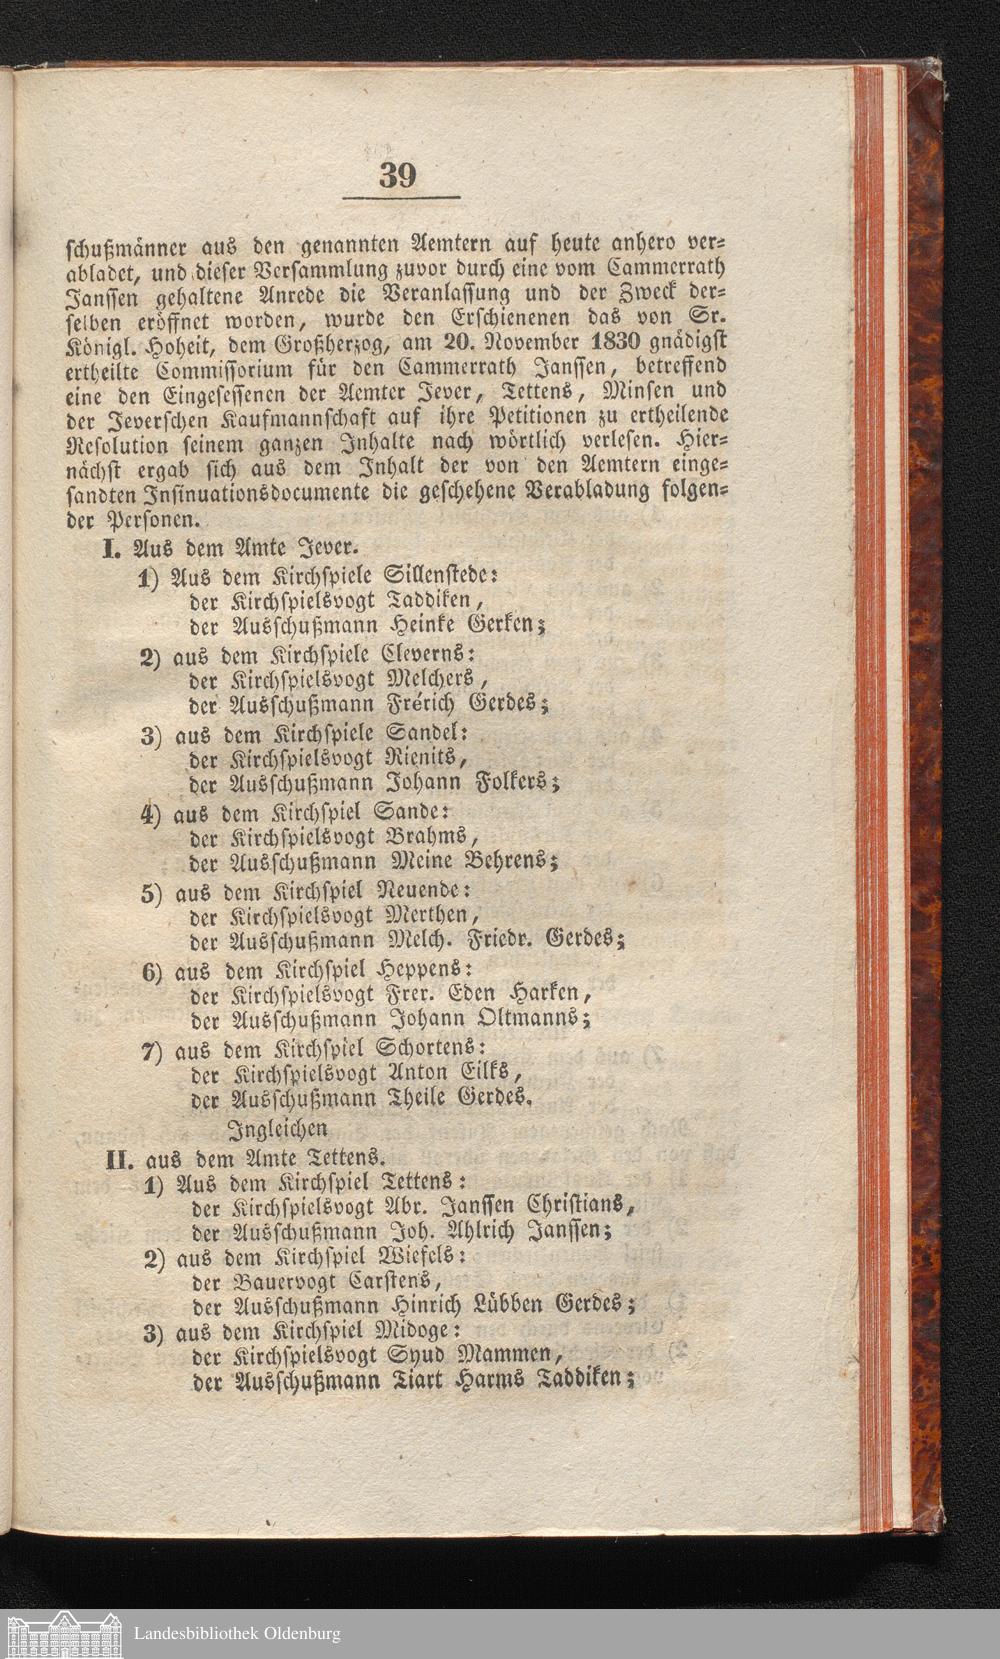 39
schußmänner aus den genannten Aemtern auf heute anhero ver=
abladet, und dieser Versammlung zuvor durch eine vom Cammerrath
Janssen gehaltene Anrede die Veranlassung und der Zweck der=
selben eröffnet worden, wurde den Erschienenen das von Sr.
Königl. Hoheit, dem Großherzog, am 20. November 1830 gnädigst
ertheilte Commissorium für den Cammerrath Janssen, betreffend
eine den Eingesessenen der Aemter Jever, Tettens, Minsen und
der Jeverschen Kaufmannschaft auf ihre Petitionen zu ertheilende
Resolution seinem ganzen Inhalte nach wörtlich verlesen. Hier=
nächst ergab sich aus dem Inhalt der von den Aemtern einge=
sandten Insinuationsdocumente die geschehene Verabladung folgen=
der Personen.
I. Aus dem Amte Jever.
1) Aus dem Kirchspiele Sillenstede:
der Kirchspielsvogt Taddiken,
der Ausschußmann Heinke Gerken;
2) aus dem Kirchspiele Cleverns:
der Kirchspielsvogt Melchers,
der Ausschußmann Frérich Gerdes;
3) aus dem Kirchspiele Sandel:
der Kirchspielsvogt Rienits,
der Ausschußmann Johann Folkers;
4) aus dem Kirchspiel Sande:
der Kirchspielsvogt Brahms,
der Ausschußmann Meine Behrens;
5) aus dem Kirchspiel Neuende:
der Kirchspielsvogt Merthen,
der Ausschußmann Melch. Friedr. Gerdes;
6) aus dem Kirchspiel Heppens:
der Kirchspielsvogt Frer. Eden Harken,
der Ausschußmann Johann Oltmanns;
7) aus dem Kirchspiel Schortens:
der Kirchspielsvogt Anton Eilks,
der Ausschußmann Theile Gerdes.
Ingleichen
II. aus dem Amte Tettens.
1) Aus dem Kirchspiel Tettens:
der Kirchspielsvogt Abr. Janssen Christians,
der Ausschußmann Joh. Ahlrich Janssen;
2) aus dem Kirchspiel Wiefels:
der Bauervogt Carstens,
der Ausschußmann Hinrich Lübben Gerdes;
3) aus dem Kirchspiel Midoge:
der Kirchspielsvogt Syud Mammen,
der Ausschußmann Tiart Harms Taddiken;
Landesbibliothek Oldenburg